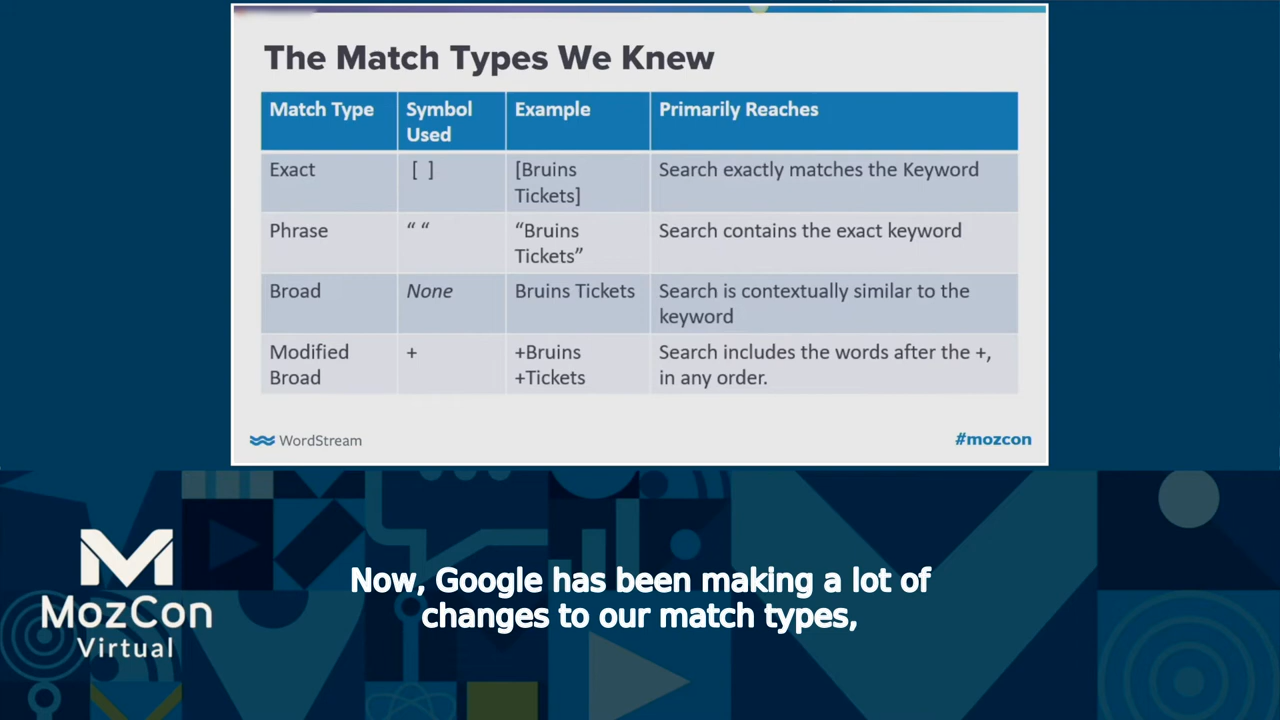 The Match Types We Knew
Match Type
Symbol
Used
Example
Primarily Reaches
Exact
[ ]
[Bruins
Tickets]
Search exactly matches the Keyword
Phrase
“ “
“Bruins
Tickets”
Search contains the exact keyword
Broad
None
Bruins Tickets
Search is contextually similar to the
keyword
Modified
Broad
+
+Bruins
+Tickets
Search includes the words after the +,
in any order.
WordStream
#mozcon
MozCon
Virtual
Now, Google has been making a lot of
changes to our match types,